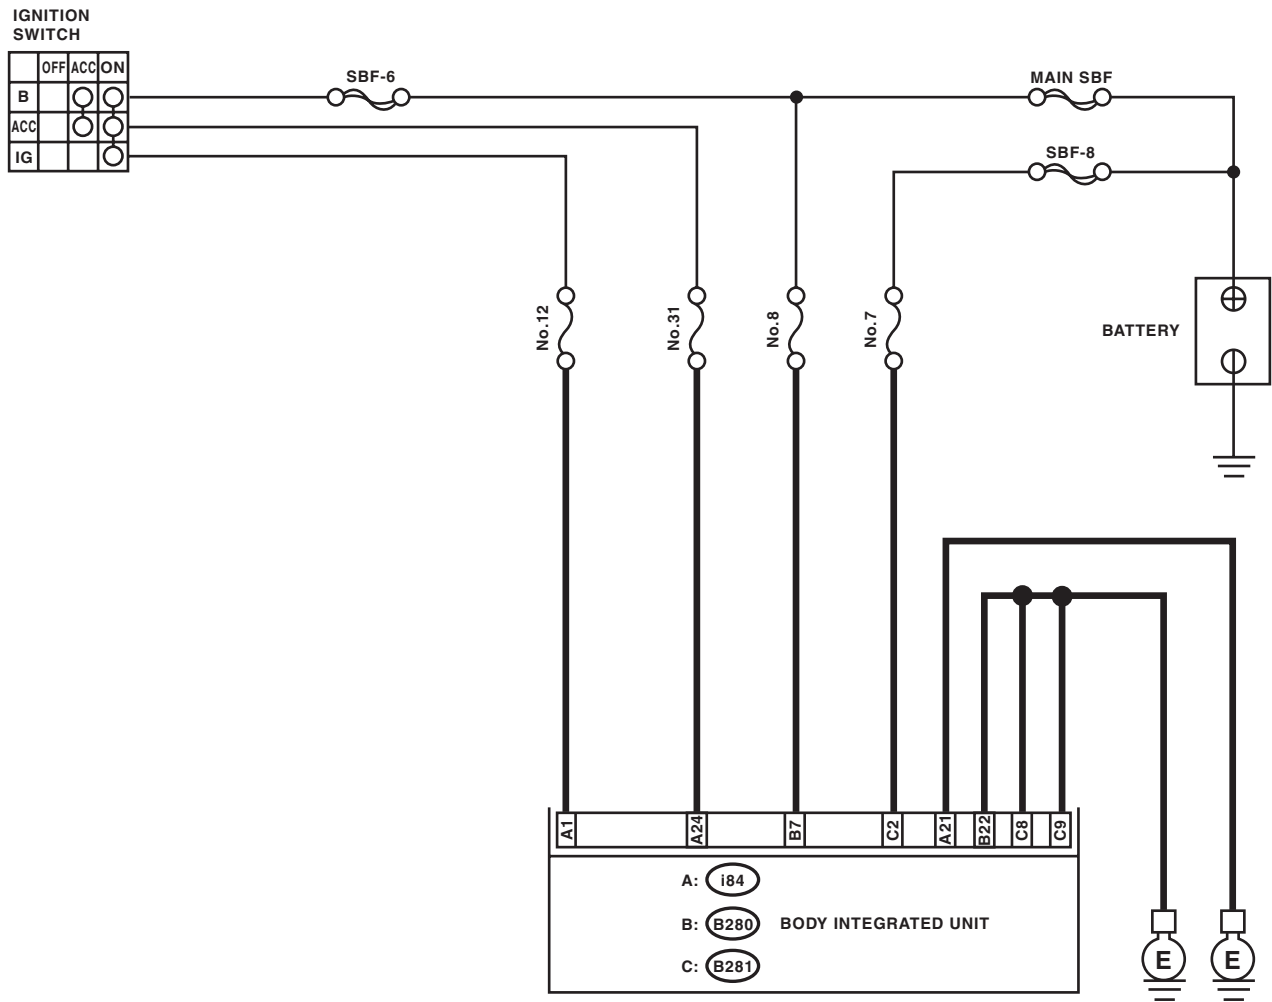 IGNITION
SWITCH
OFF ACC ON
B
ACC
IG
SBF-6
MAIN SBF
SBF-8
No.12
No.31
No.8
No.7
BATTERY
A1
A24
B7
C2
A21
B22
C8
C9
A: i84
B: B280
BODY INTEGRATED UNIT
C: B281
E
E